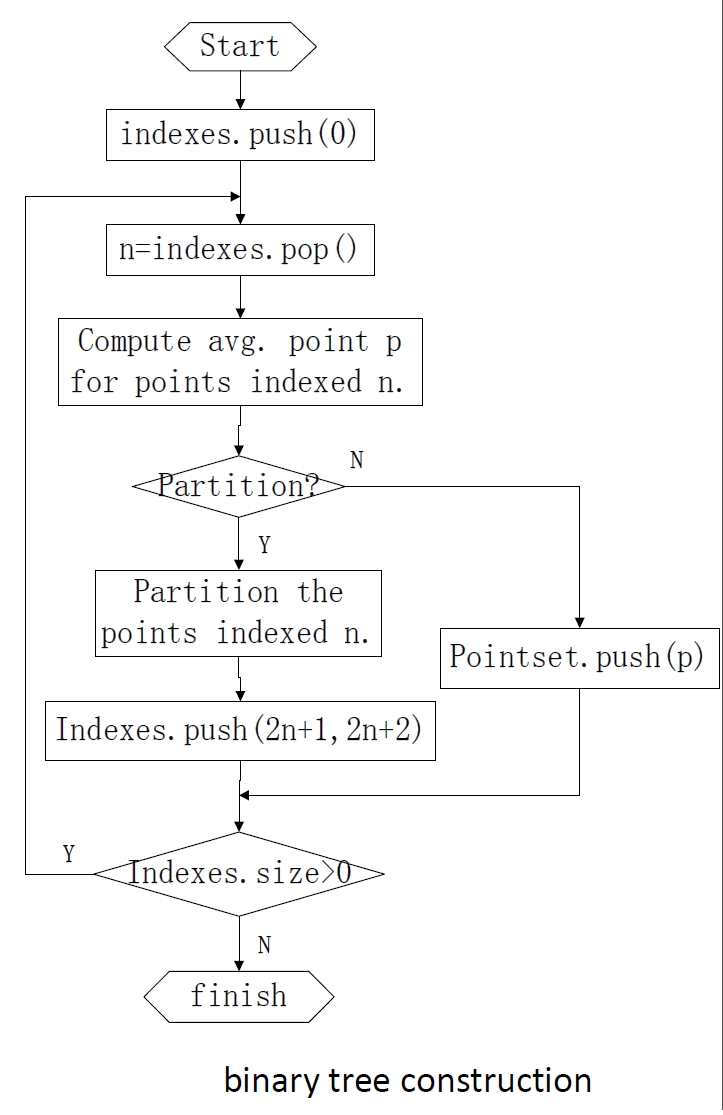 Start
indexes.push(0)
n=indexes.pop()
Compute avg. point p
for points indexed n.
Partition?
N
Y
Partition the
points indexed n.
Pointset.push(p)
Indexes.push(2n+1,2n+2)
Y
Indexes.size>0
N
finish
binary tree construction